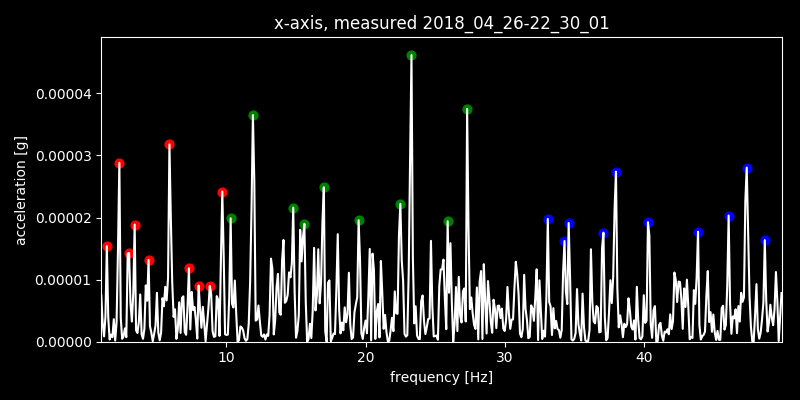 x-axis, measured 2018_04_26-22_30_01
acceleration [g]
0.00004
0.00003
0.00002
0.00001
0.00000
10 20 30 40
frequency [Hz]